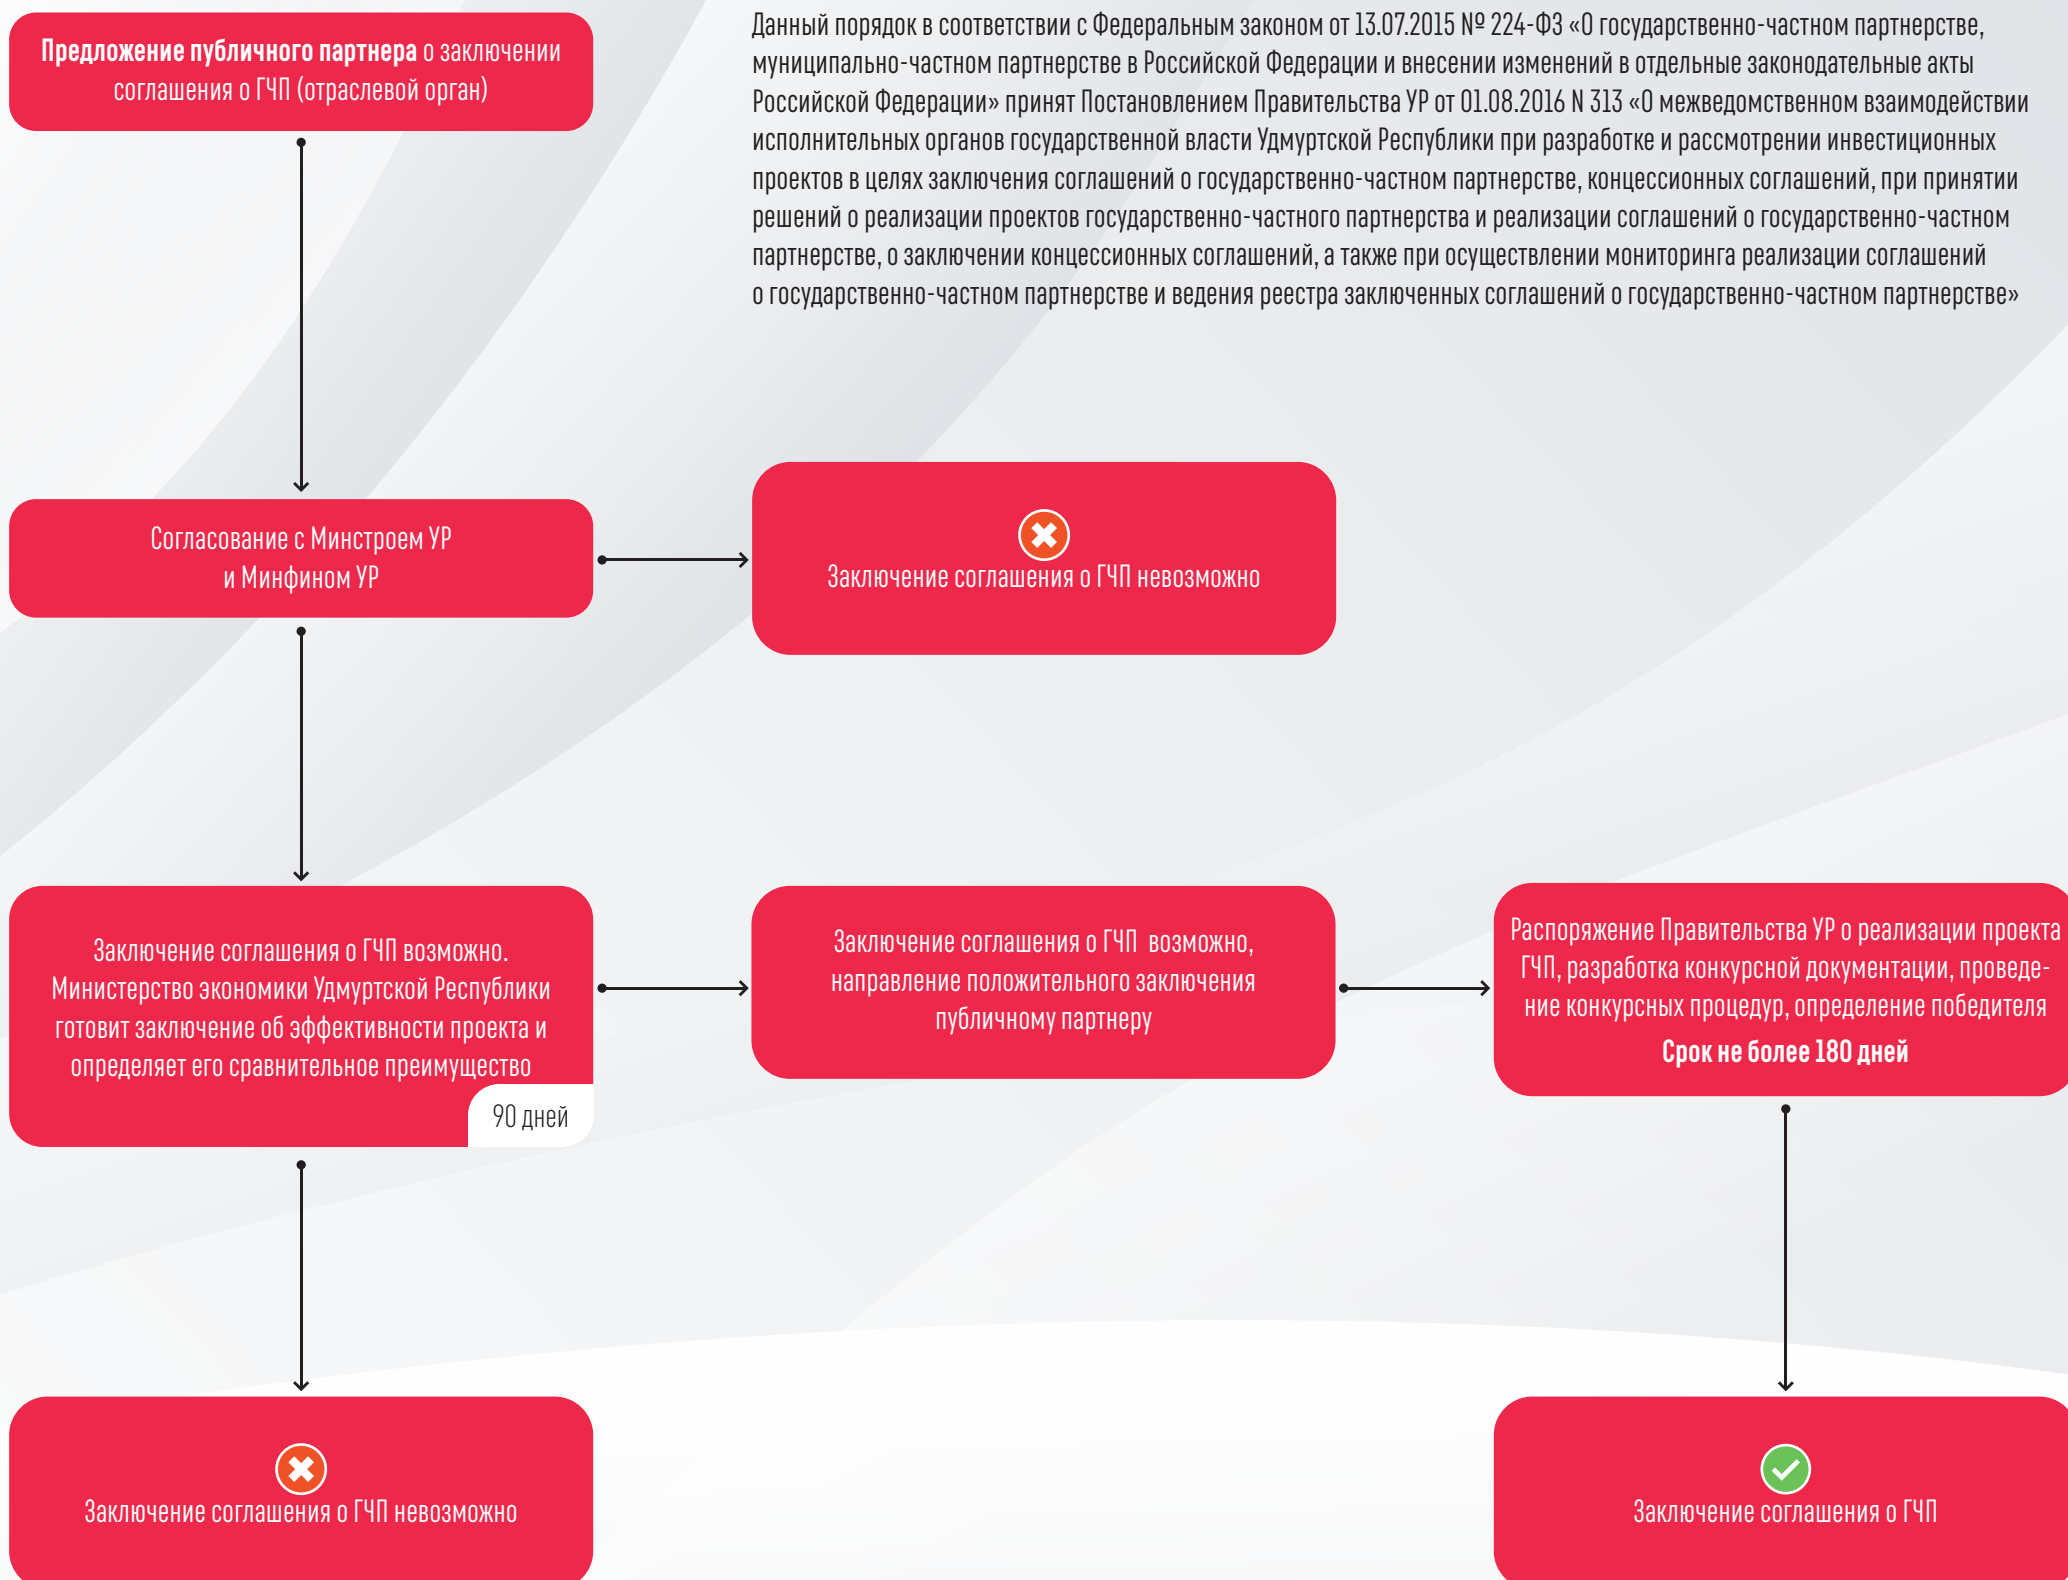 Предложение публичного партнера о заключении
соглашения о ГЧП (отраслевой орган)
Данный порядок в соответствии с Федеральным законом от 13.07.2015 № 224-ФЗ «О государственно-частном партнерстве,
муниципально-частном партнерстве в Российской Федерации и внесении изменений в отдельные законодательные акты
Российской Федерации» принят Постановлением Правительства УР от 01.08.2016 N 313 «О межведомственном взаимодействии
исполнительных органов государственной власти Удмуртской Республики при разработке и рассмотрении инвестиционных
проектов в целях заключения соглашений о государственно-частном партнерстве, концессионных соглашений, при принятии
решений о реализации проектов государственно-частного партнерства и реализации соглашений о государственно-частном
партнерстве, о заключении концессионных соглашений, а также при осуществлении мониторинга реализации соглашений
о государственно-частном партнерстве и ведения реестра заключенных соглашений о государственно-частном партнерстве»
Согласование с Минстроем УР
и Минфином УР
Заключение соглашения о ГЧП невозможно
Заключение соглашения о ГЧП возможно.
Министерство экономики Удмуртской Республики
готовит заключение об эффективности проекта и
определяет его сравнительное преимущество
90 дней
Заключение соглашения о ГЧП возможно,
направление положительного заключения
публичному партнеру
Распоряжение Правительства УР о реализации проекта
ГЧП, разработка конкурсной документации, проведе-
ние конкурсных процедур, определение победителя
Срок не более 180 дней
Заключение соглашения о ГЧП невозможно
Заключение соглашения о ГЧП